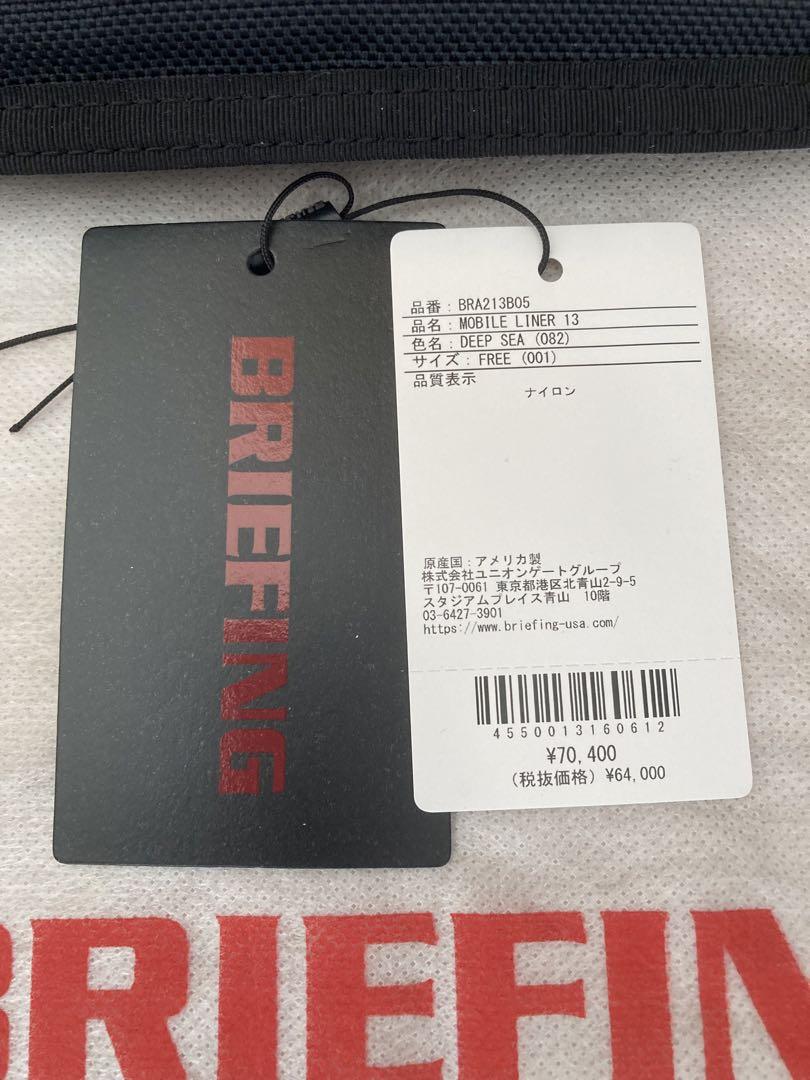 BRIEFING
品番：BRA213B05
品名：MOBILE LINER 13
色名：DEEP SEA (082)
サイズ：FREE (001)
品質表示
ナイロン
原産国：アメリカ製
株式会社ユニオンゲートグループ
〒107-0061 東京都港区北青山2-9-5
スタジアムプレイス青山 10階
03-6427-3901
https://www.briefing-usa.com/
4550013160612
¥70,400
(税抜価格) ¥64,000
BRIEFIN